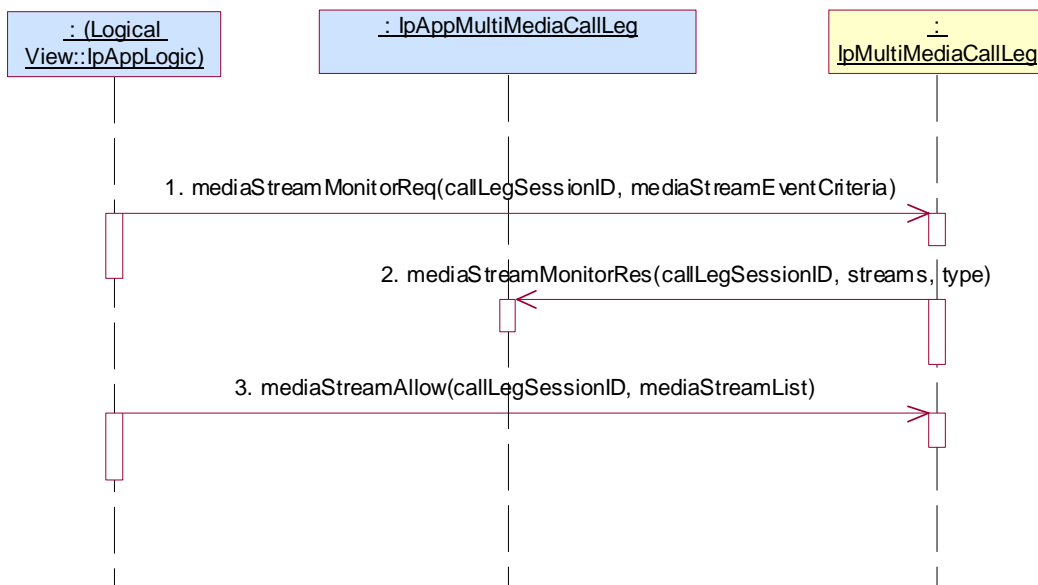 : (Logical
View::IpAppLogic)
: IpAppMultiMediaCallLeg
:
IpMultiMediaCallLeg
1. mediaStreamMonitorReq(callLegSessionID, mediaStreamEventCriteria)
2. mediaStreamMonitorRes(callLegSessionID, streams, type)
3. mediaStreamAllow(callLegSessionID, mediaStreamList)